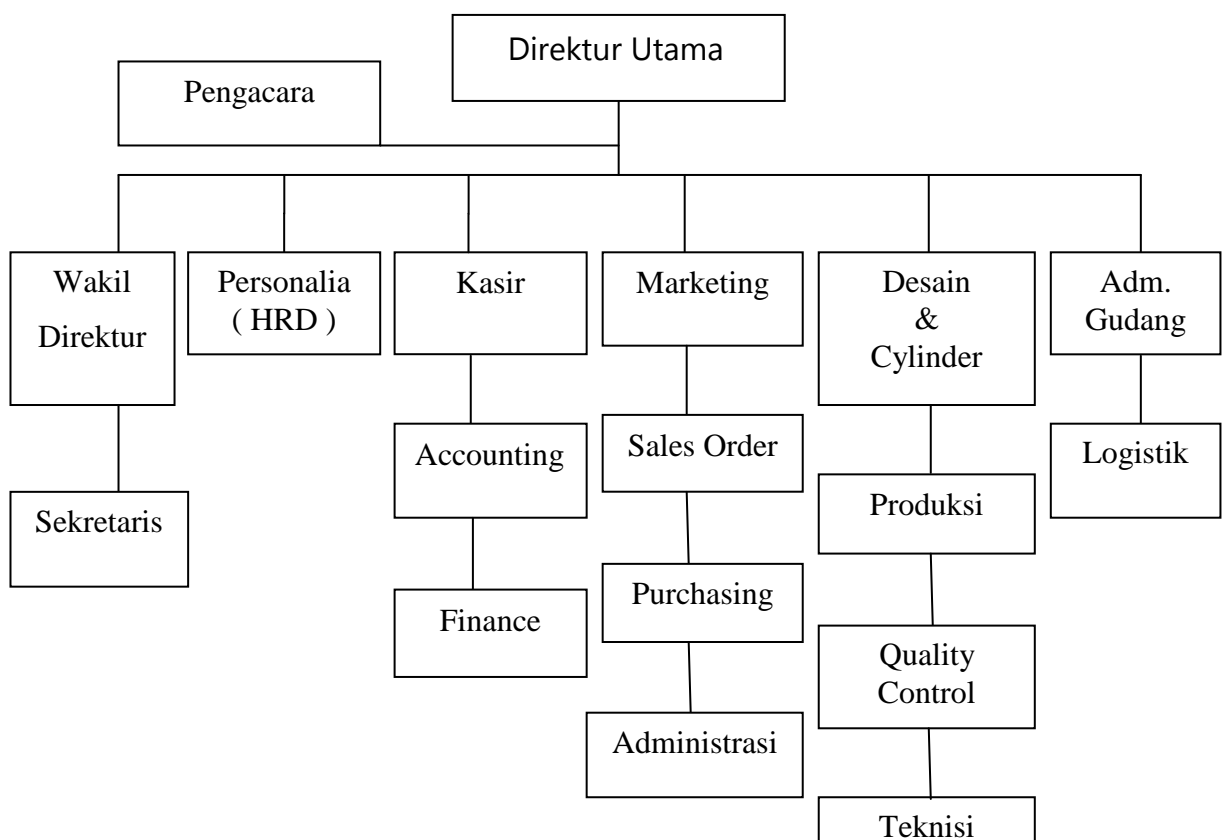 Direktur Utama
Pengacara
Wakil
Direktur
Personalia
( HRD )
Kasir
Marketing
Desain
&
Cylinder
Adm.
Gudang
Sekretaris
Accounting
Sales Order
Produksi
Logistik
Finance
Purchasing
Quality
Control
Administrasi
Teknisi